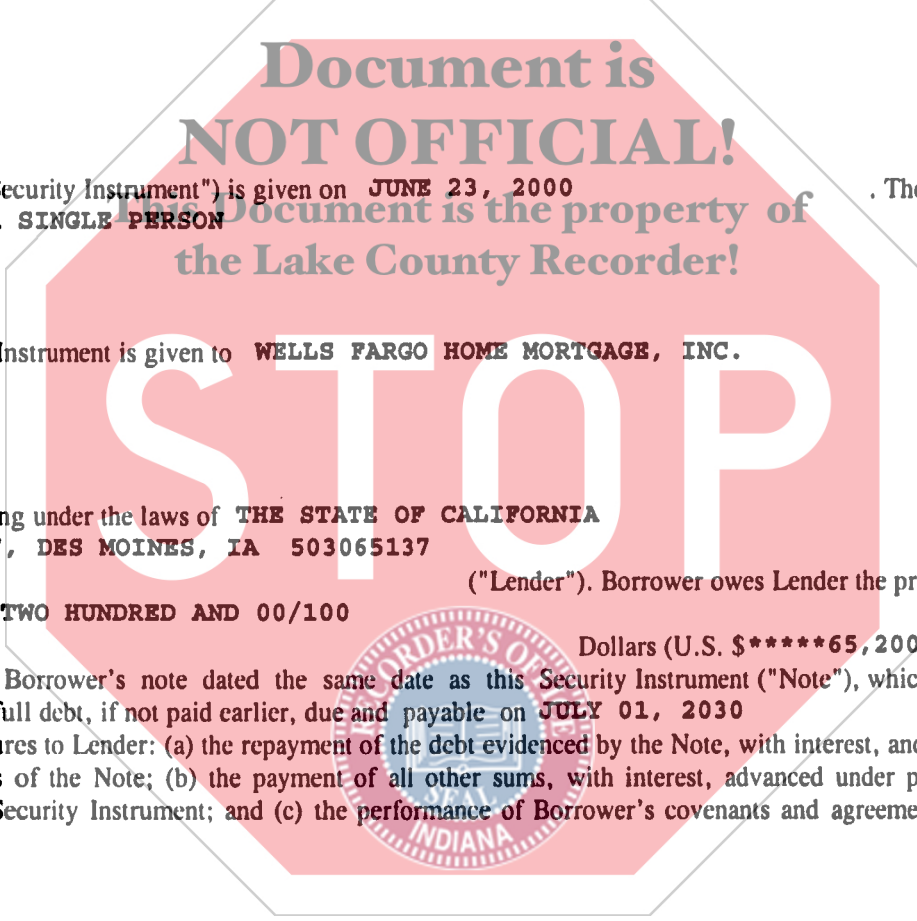 Document is
NOT OFFICIAL!
ecurity Instrument") is given on JUNE 23, 2000 . The
This Document is the property of
SINGLE PERSON
the Lake County Recorder!
STOP
Instrument is given to WELLS FARGO HOME MORTGAGE, INC.
ng under the laws of THE STATE OF CALIFORNIA
, DES MOINES, IA 503065137
("Lender"). Borrower owes Lender the pr
TWO HUNDRED AND 00/100
Dollars (U.S. $*****65,200
RECORDER'S OFFICE
Borrower's note dated the same date as this Security Instrument ("Note"), whic
ull debt, if not paid earlier, due and payable on JULY 01, 2030
res to Lender: (a) the repayment of the debt evidenced by the Note, with interest, and
s of the Note; (b) the payment of all other sums, with interest, advanced under p
SEAL
Security Instrument; and (c) the performance of Borrower's covenants and agreeme
INDIANA